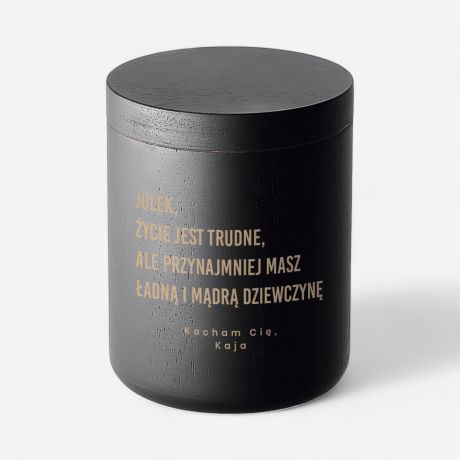 JULEK,
ŻYCIE JEST TRUDNE,
ALE PRZYNAJMNIEJ MASZ
ŁADNĄ I MĄDRĄ DZIEWCZYNĘ
Kocham Cię,
Kaja